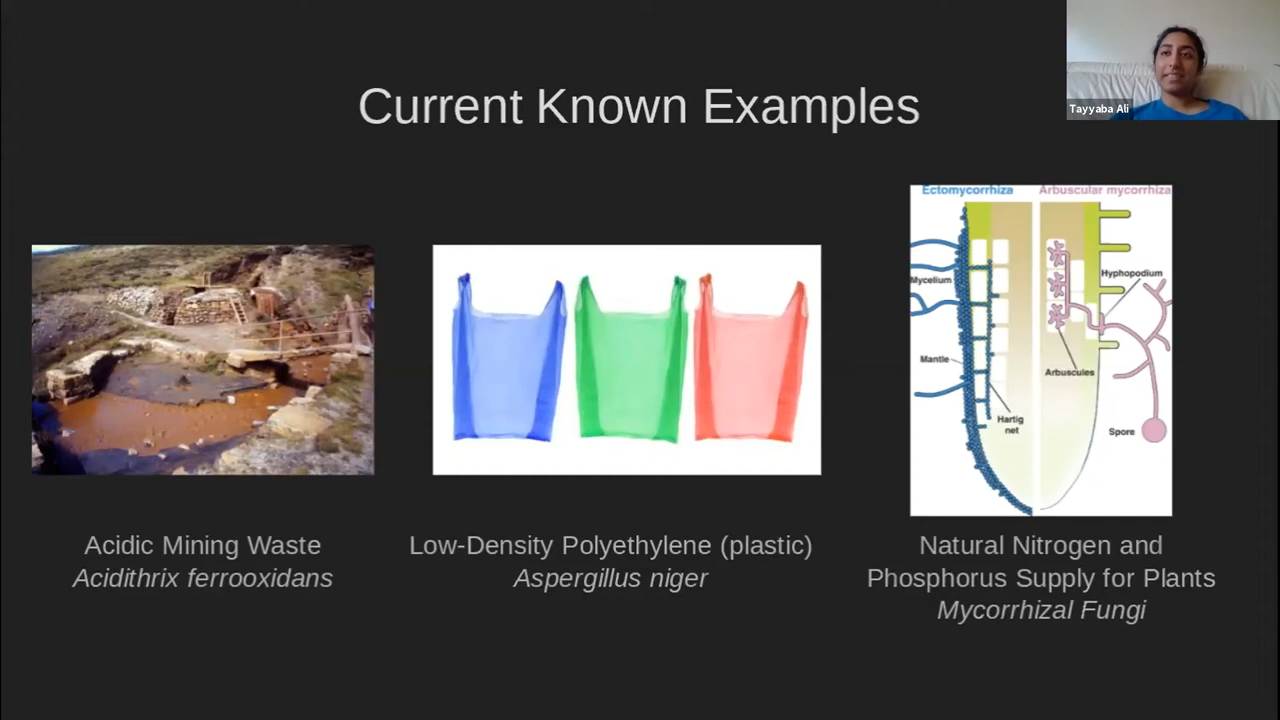 Current Known Examples
Tayyaba Ali
Ectomycorrhiza
Arbuscular mycorrhiza
Mycelium
Hyphopodium
Mantle
Arbuscules
Hartig
net
Spore
Acidic Mining Waste
Acidithrix ferrooxidans
Low-Density Polyethylene (plastic)
Aspergillus niger
Natural Nitrogen and
Phosphorus Supply for Plants
Mycorrhizal Fungi